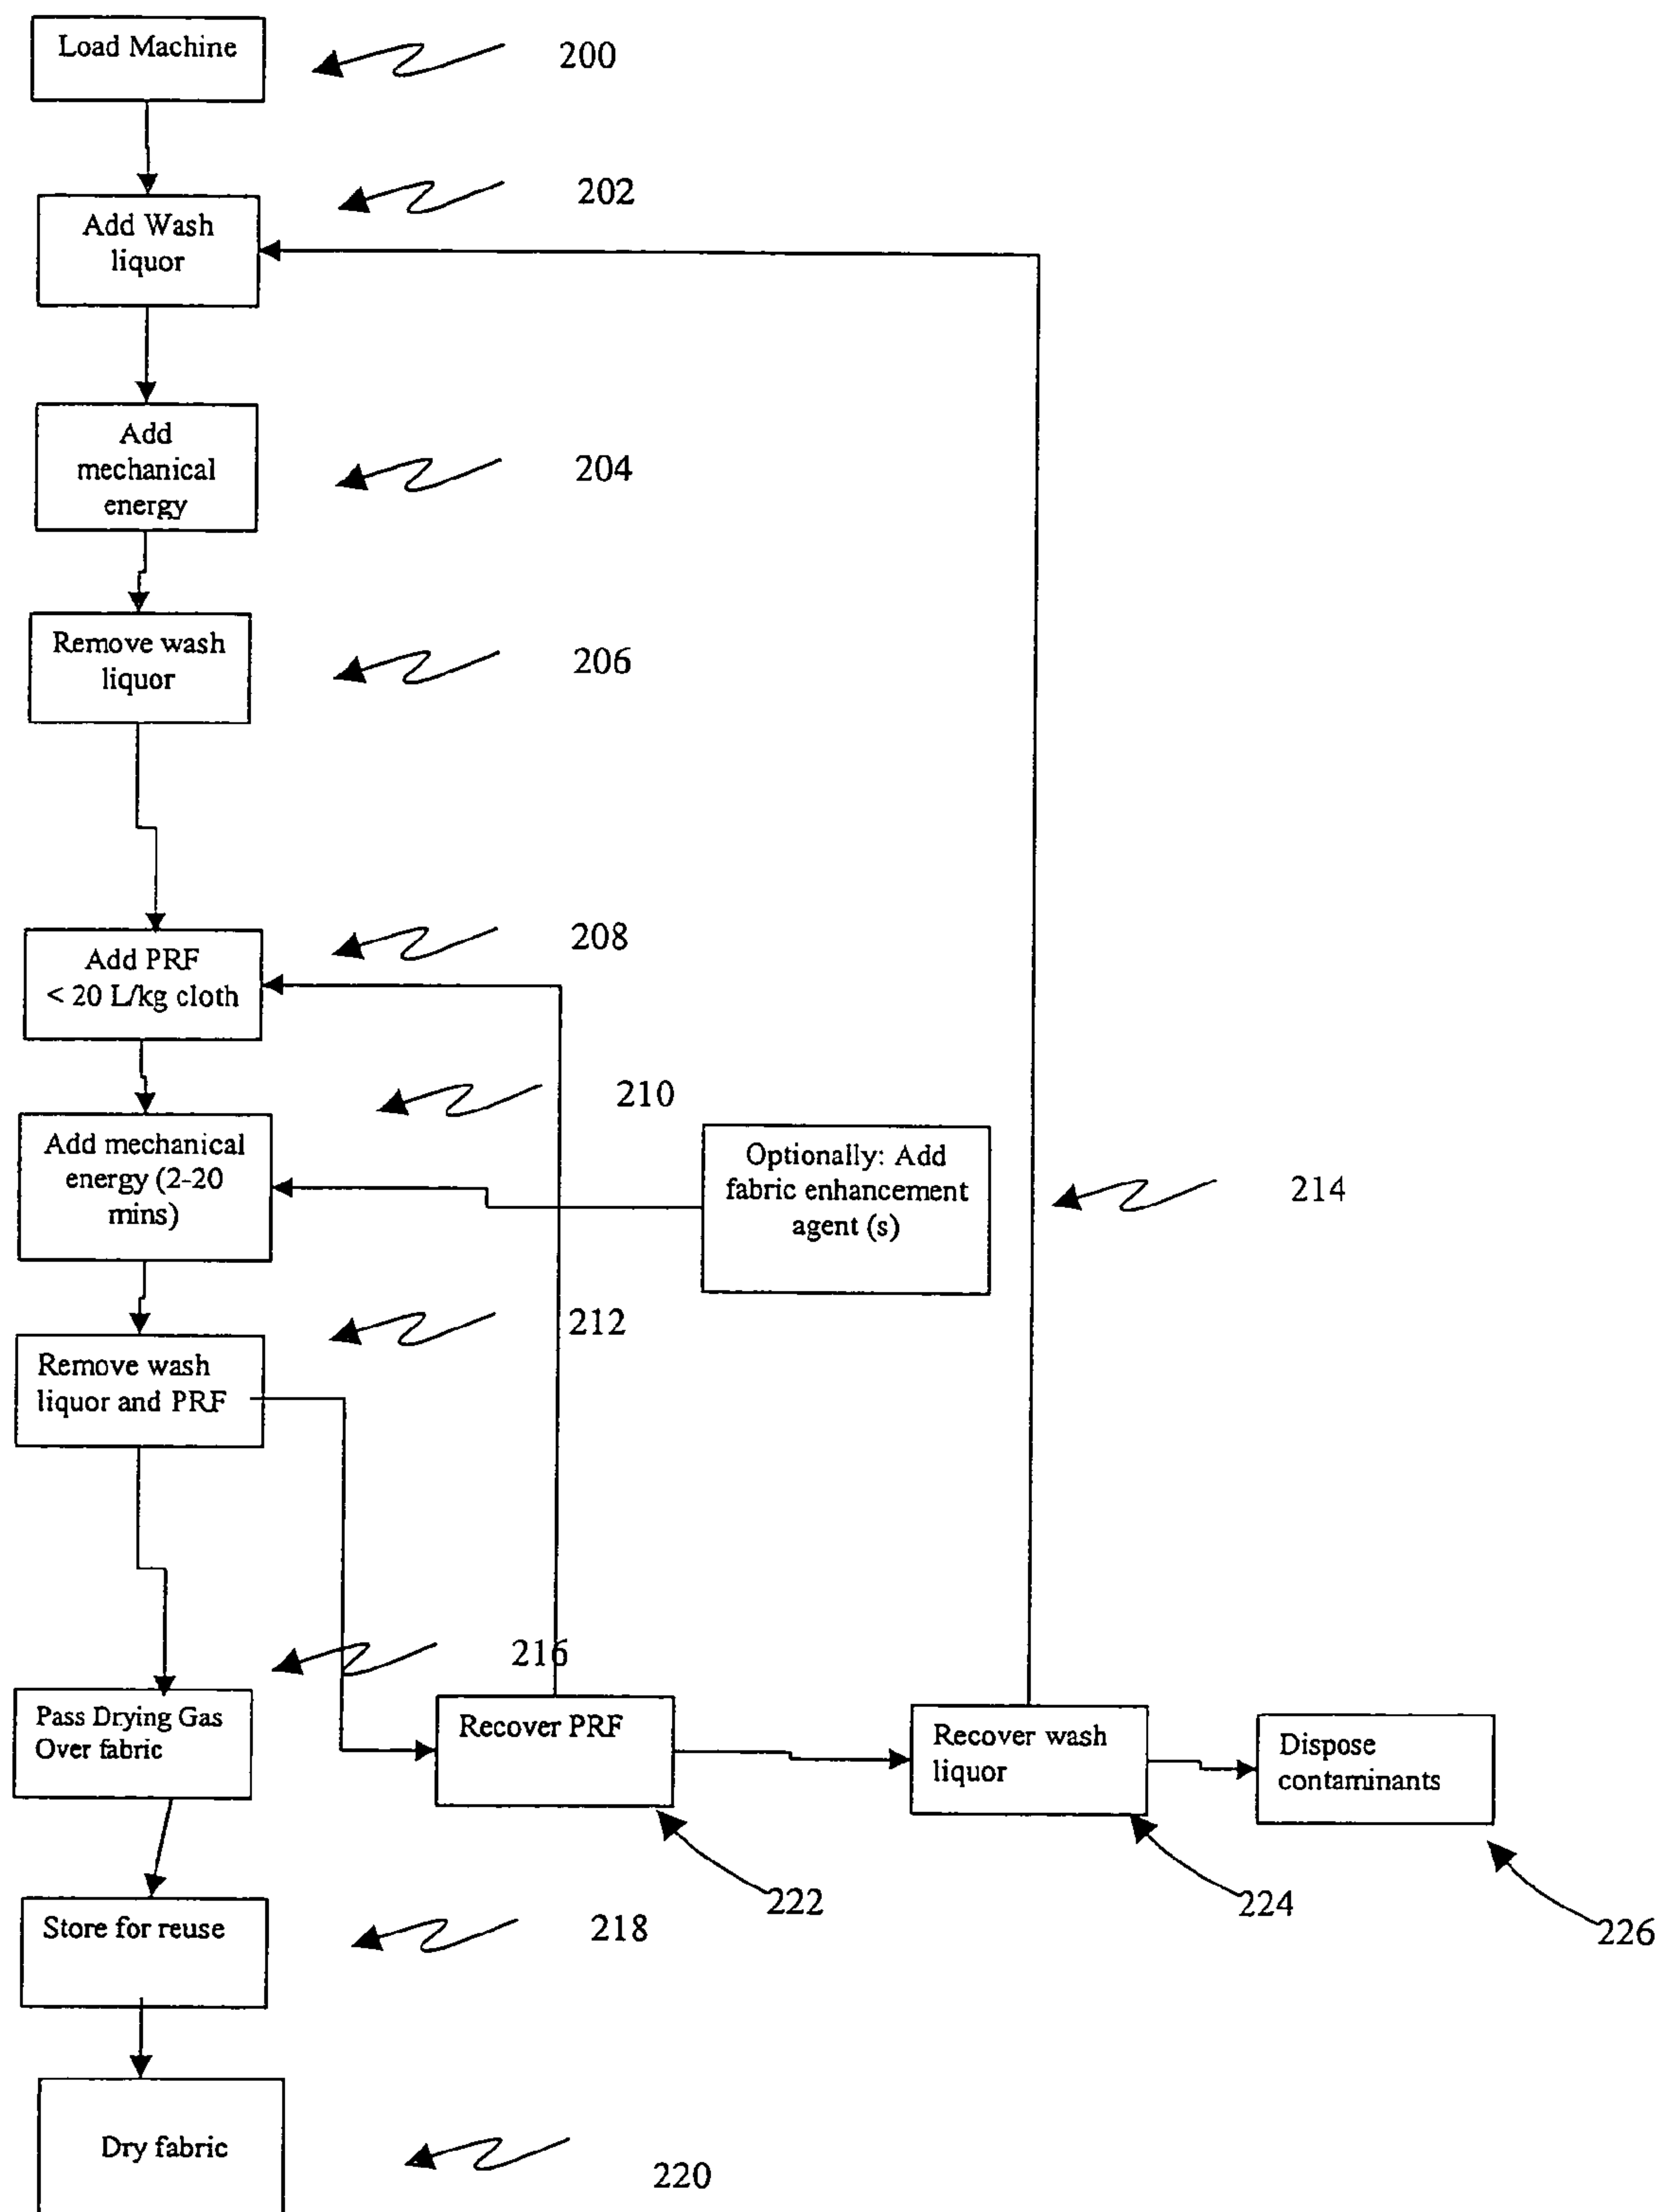 Load Machine
200
Add Wash
liquor
202
Add
mechanical
energy
204
Remove wash
liquor
206
Add PRF
< 20 L/kg cloth
208
Add mechanical
energy (2-20
mins)
210
Optionally: Add
fabric enhancement
agent (s)
214
Remove wash
liquor and PRF
212
Pass Drying Gas
Over fabric
216
Recover PRF
222
Recover wash
liquor
224
Dispose
contaminants
226
Store for reuse
218
Dry fabric
220